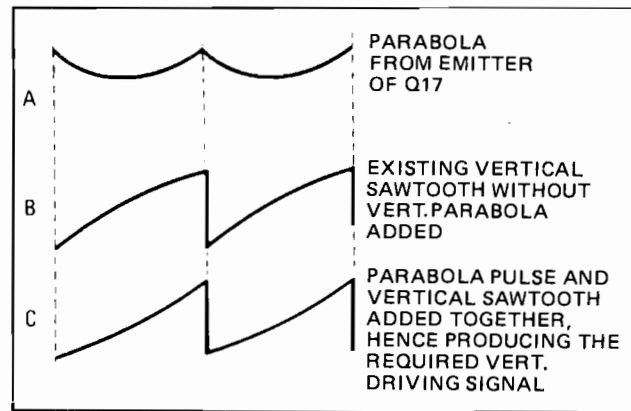 PARABOLA
FROM EMITTER
OF Q17
A
EXISTING VERTICAL
SAWTOOTH WITHOUT
VERT.PARABOLA
ADDED
B
PARABOLA PULSE AND
VERTICAL SAWTOOTH
ADDED TOGETHER,
HENCE PRODUCING THE
REQUIRED VERT.
DRIVING SIGNAL
C